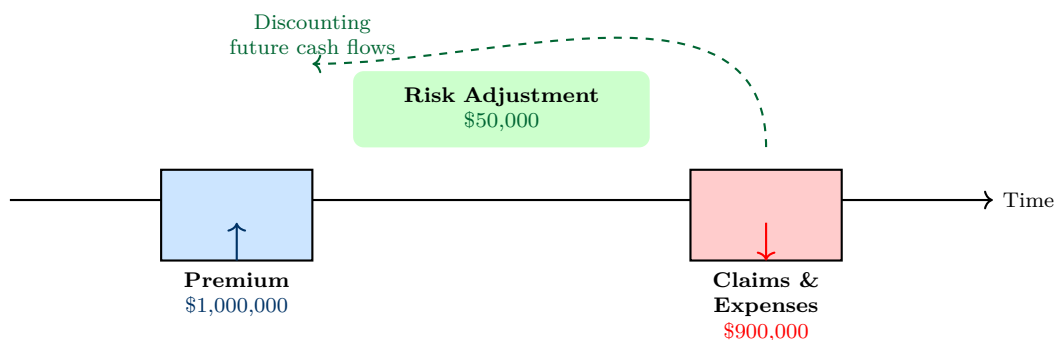 Discounting
future cash flows
Risk Adjustment
$50,000
Time
Premium
$1,000,000
Claims &
Expenses
$900,000